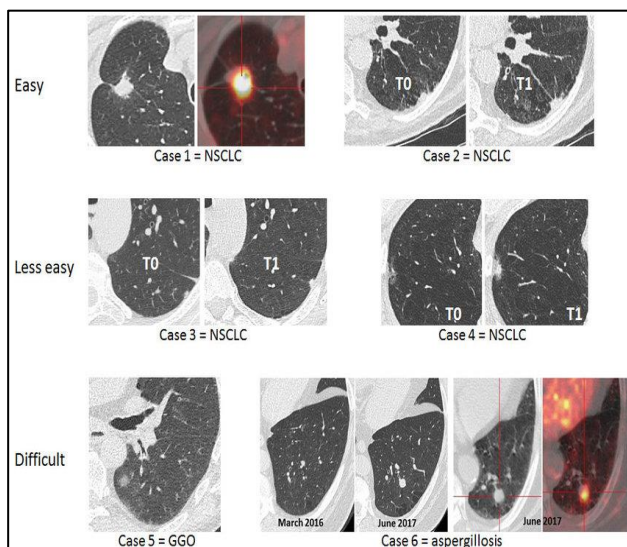 Easy
T0
T1
Case 1 = NSCLC
Case 2 = NSCLC
Less easy
T0
T1
T0
T1
Case 3 = NSCLC
Case 4 = NSCLC
Difficult
March 2016
June 2017
June 2017
Case 5 = GGO
Case 6 = aspergillosis